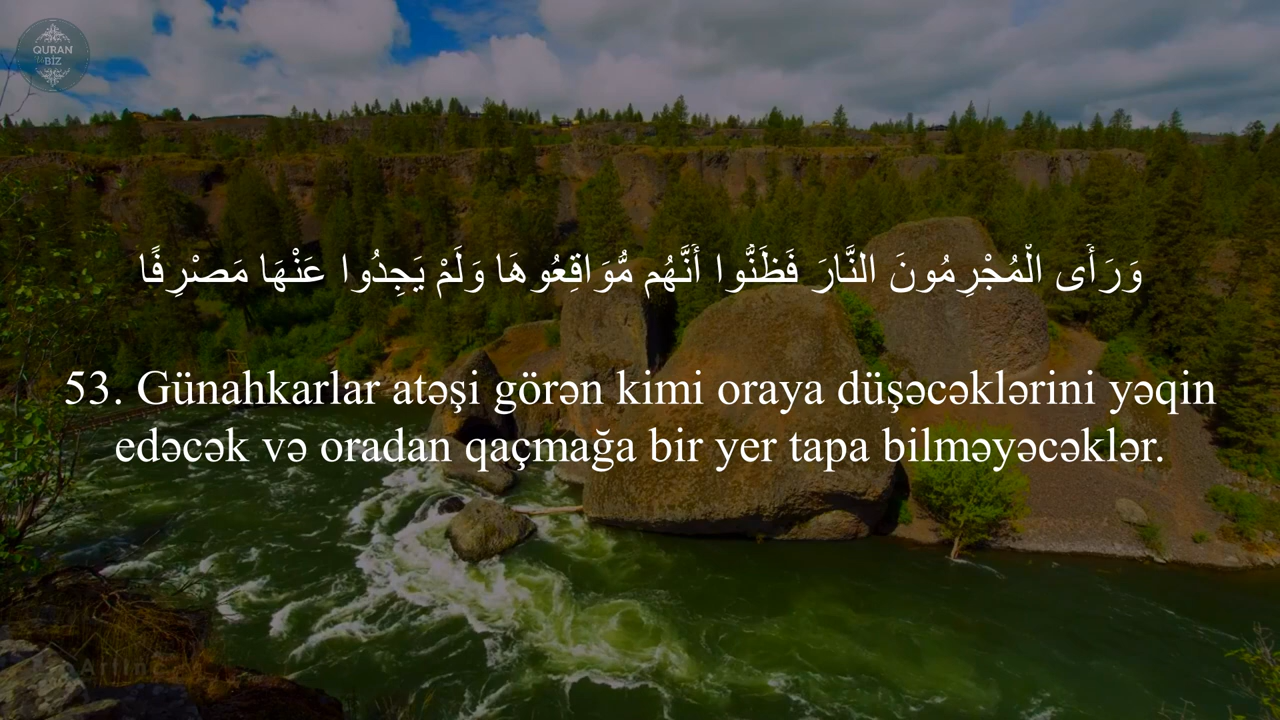 QURAN
BİZ
وَرَأَى الْمُجْرِمُونَ النَّارَ فَظَنُّوا أَنَّهُم مُّوَاقِعُوهَا وَلَمْ يَجِدُوا عَنْهَا مَصْرِفًا
53. Günahkarlar atəşi görən kimi oraya düşəcəklərini yəqin
edəcək və oradan qaçmağa bir yer tapa bilməyəcəklər.